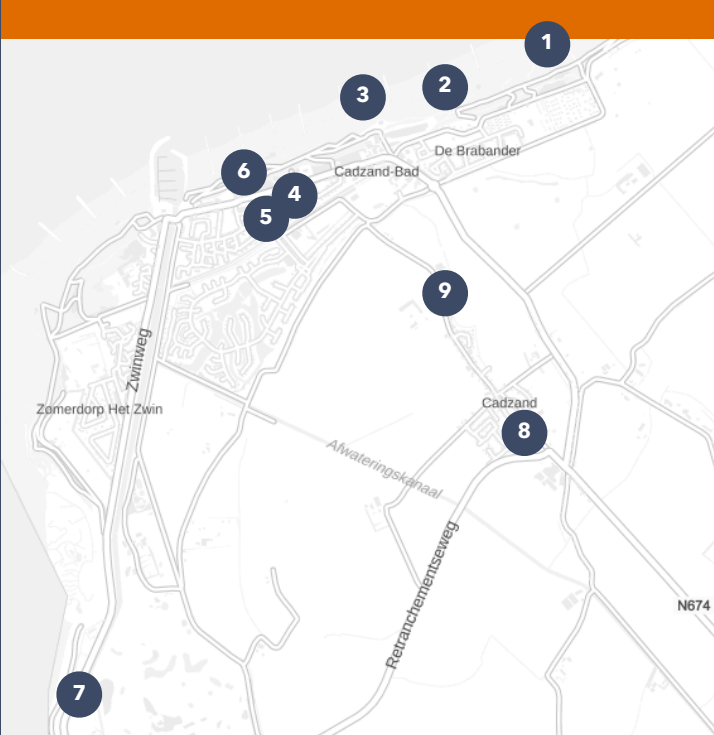 1
2
3
De Brabander
6
Cadzand-Bad
4
5
9
Zwinweg
Zomerdorp Het Zwin
Cadzand
8
Afwateringskanaal
Retranchementseweg
N674
7